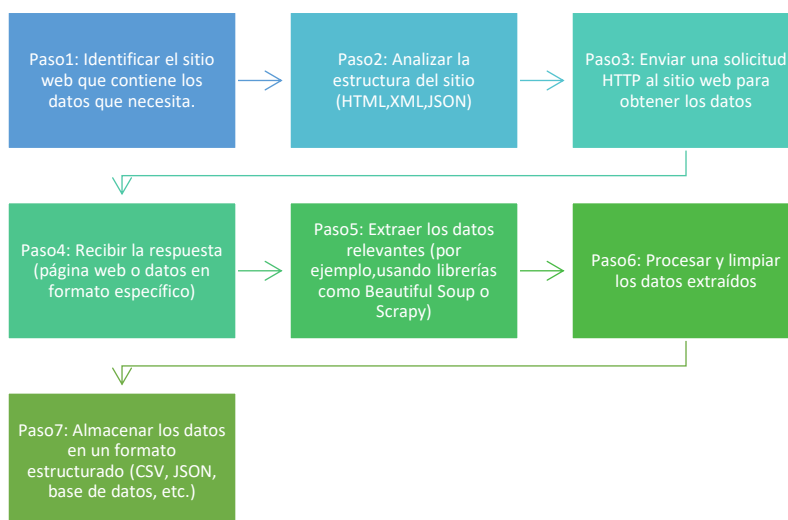 Paso1: Identificar el sitio
web que contiene los
datos que necesita.
Paso2: Analizar la
estructura del sitio
(HTML,XML,JSON)
Paso3: Enviar una solicitud
HTTP al sitio web para
obtener los datos
Paso4: Recibir la respuesta
(página web o datos en
formato específico)
Paso5: Extraer los datos
relevantes (por
ejemplo,usando librerías
como Beautiful Soup o
Scrapy)
Paso6: Procesar y limpiar
los datos extraídos
Paso7: Almacenar los datos
en un formato
estructurado (CSV, JSON,
base de datos, etc.)